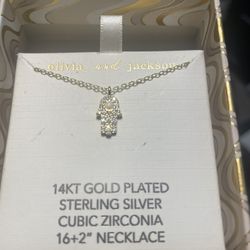 olivia and jackson
14KT GOLD PLATED
STERLING SILVER
CUBIC ZIRCONIA
16+2" NECKLACE